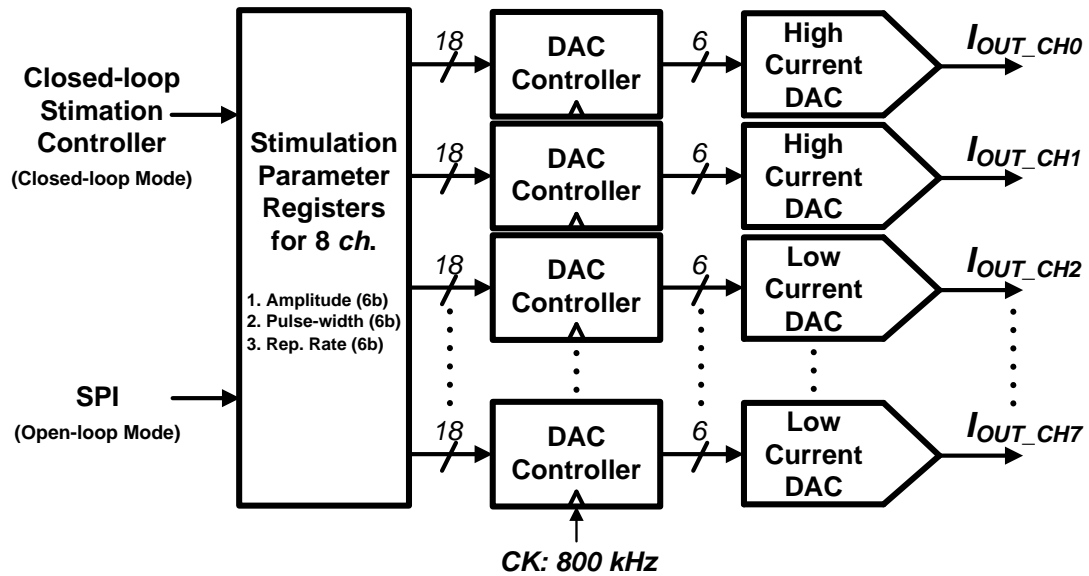 Closed-loop
Stimation
Controller
(Closed-loop Mode)
SPI
(Open-loop Mode)
Stimulation
Parameter
Registers
for 8 ch.
1. Amplitude (6b)
2. Pulse-width (6b)
3. Rep. Rate (6b)
18
DAC
Controller
6
High
Current
DAC
IOUT_CH0
18
DAC
Controller
6
High
Current
DAC
IOUT_CH1
18
DAC
Controller
6
Low
Current
DAC
IOUT_CH2
18
DAC
Controller
6
Low
Current
DAC
IOUT_CH7
CK: 800 kHz